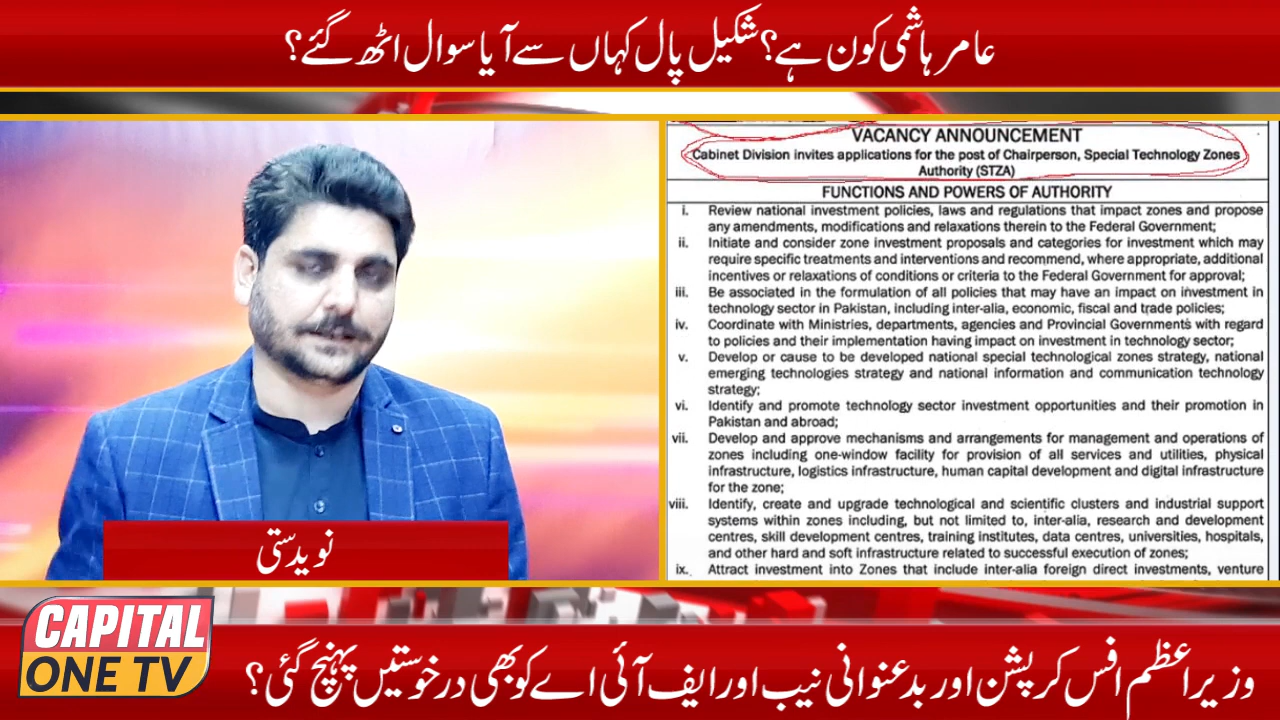 عامر ہاشمی کون ہے؟ شکیل پال کہاں سے آیا سوال اٹھ گئے؟
VACANCY ANNOUNCEMENT
Cabinet Division invites applications for the post of Chairperson, Special Technology Zones
Authority (STZA)
FUNCTIONS AND POWERS OF AUTHORITY
i. Review national investment policies, laws and regulations that impact zones and propose
any amendments, modifications and relaxations therein to the Federal Government;
ii. Initiate and consider zone investment proposals and categories for investment which may
require specific treatments and interventions and recommend, where appropriate, additional
incentives or relaxations of conditions or criteria to the Federal Government for approval;
iii. Be associated in the formulation of all policies that may have an impact on investment in
technology sector in Pakistan, including inter-alia, economic, fiscal and trade policies;
iv. Coordinate with Ministries, departments, agencies and Provincial Governments with regard
to policies and their implementation having impact on investment in technology sector;
v. Develop or cause to be developed national special technological zones strategy, national
emerging technologies strategy and national information and communication technology
strategy;
vi. Identify and promote technology sector investment opportunities and their promotion in
Pakistan and abroad;
vii. Develop and approve mechanisms and arrangements for management and operations of
zones including one-window facility for provision of all services and utilities, physical
infrastructure, logistics infrastructure, human capital development and digital infrastructure
for the zone;
viii. Identify, create and upgrade technological and scientific clusters and industrial support
systems within zones including, but not limited to, inter-alia, research and development
centres, skill development centres, training institutes, data centres, universities, hospitals,
and other hard and soft infrastructure related to successful execution of zones;
ix. Attract investment into Zones that include inter-alia foreign direct investments, venture
نوید ستی
CAPITAL
ONE TV
وزیراعظم افس کرپشن اور بدعنوانی نیب اور ایف آئی اے کو بھی درخوستیں پہنچ گئی؟